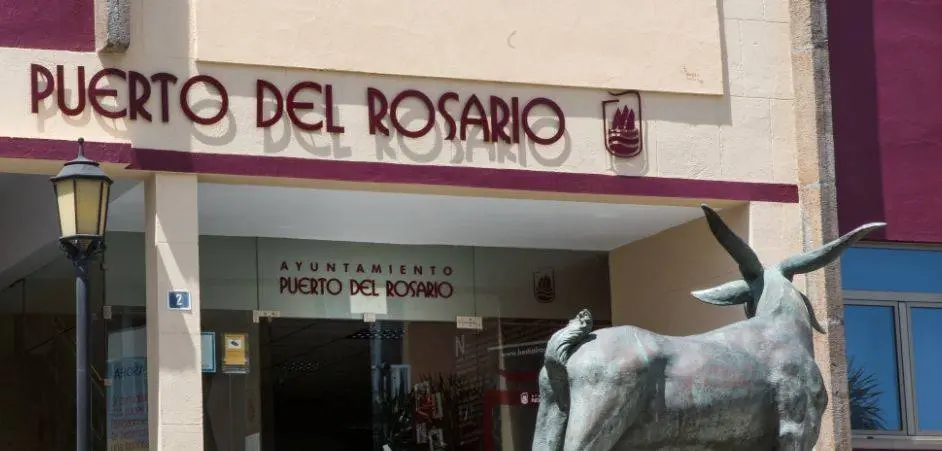 PUERTO DEL ROSARIO
AYUNTAMIENTO
PUERTO DEL ROSARIO
2